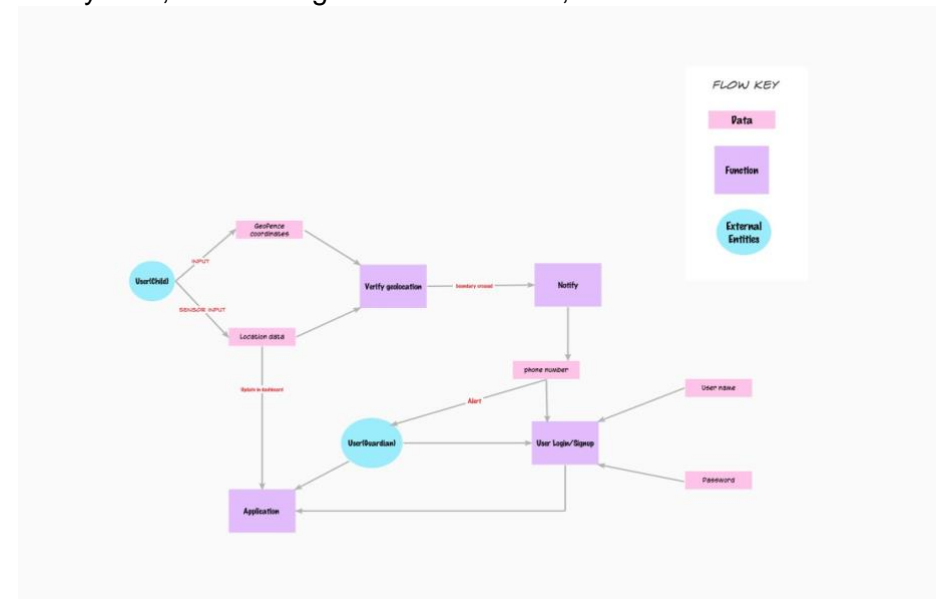 FLOW KEY
Data
Function
External
Entities
GeoFence
coordinates
INPUT
User(Child)
SENSOR INPUT
Verify geolocation
boundary crossed
Notify
Location data
phone number
User name
Alert
User(Guardian)
User Login/Signup
Password
Application